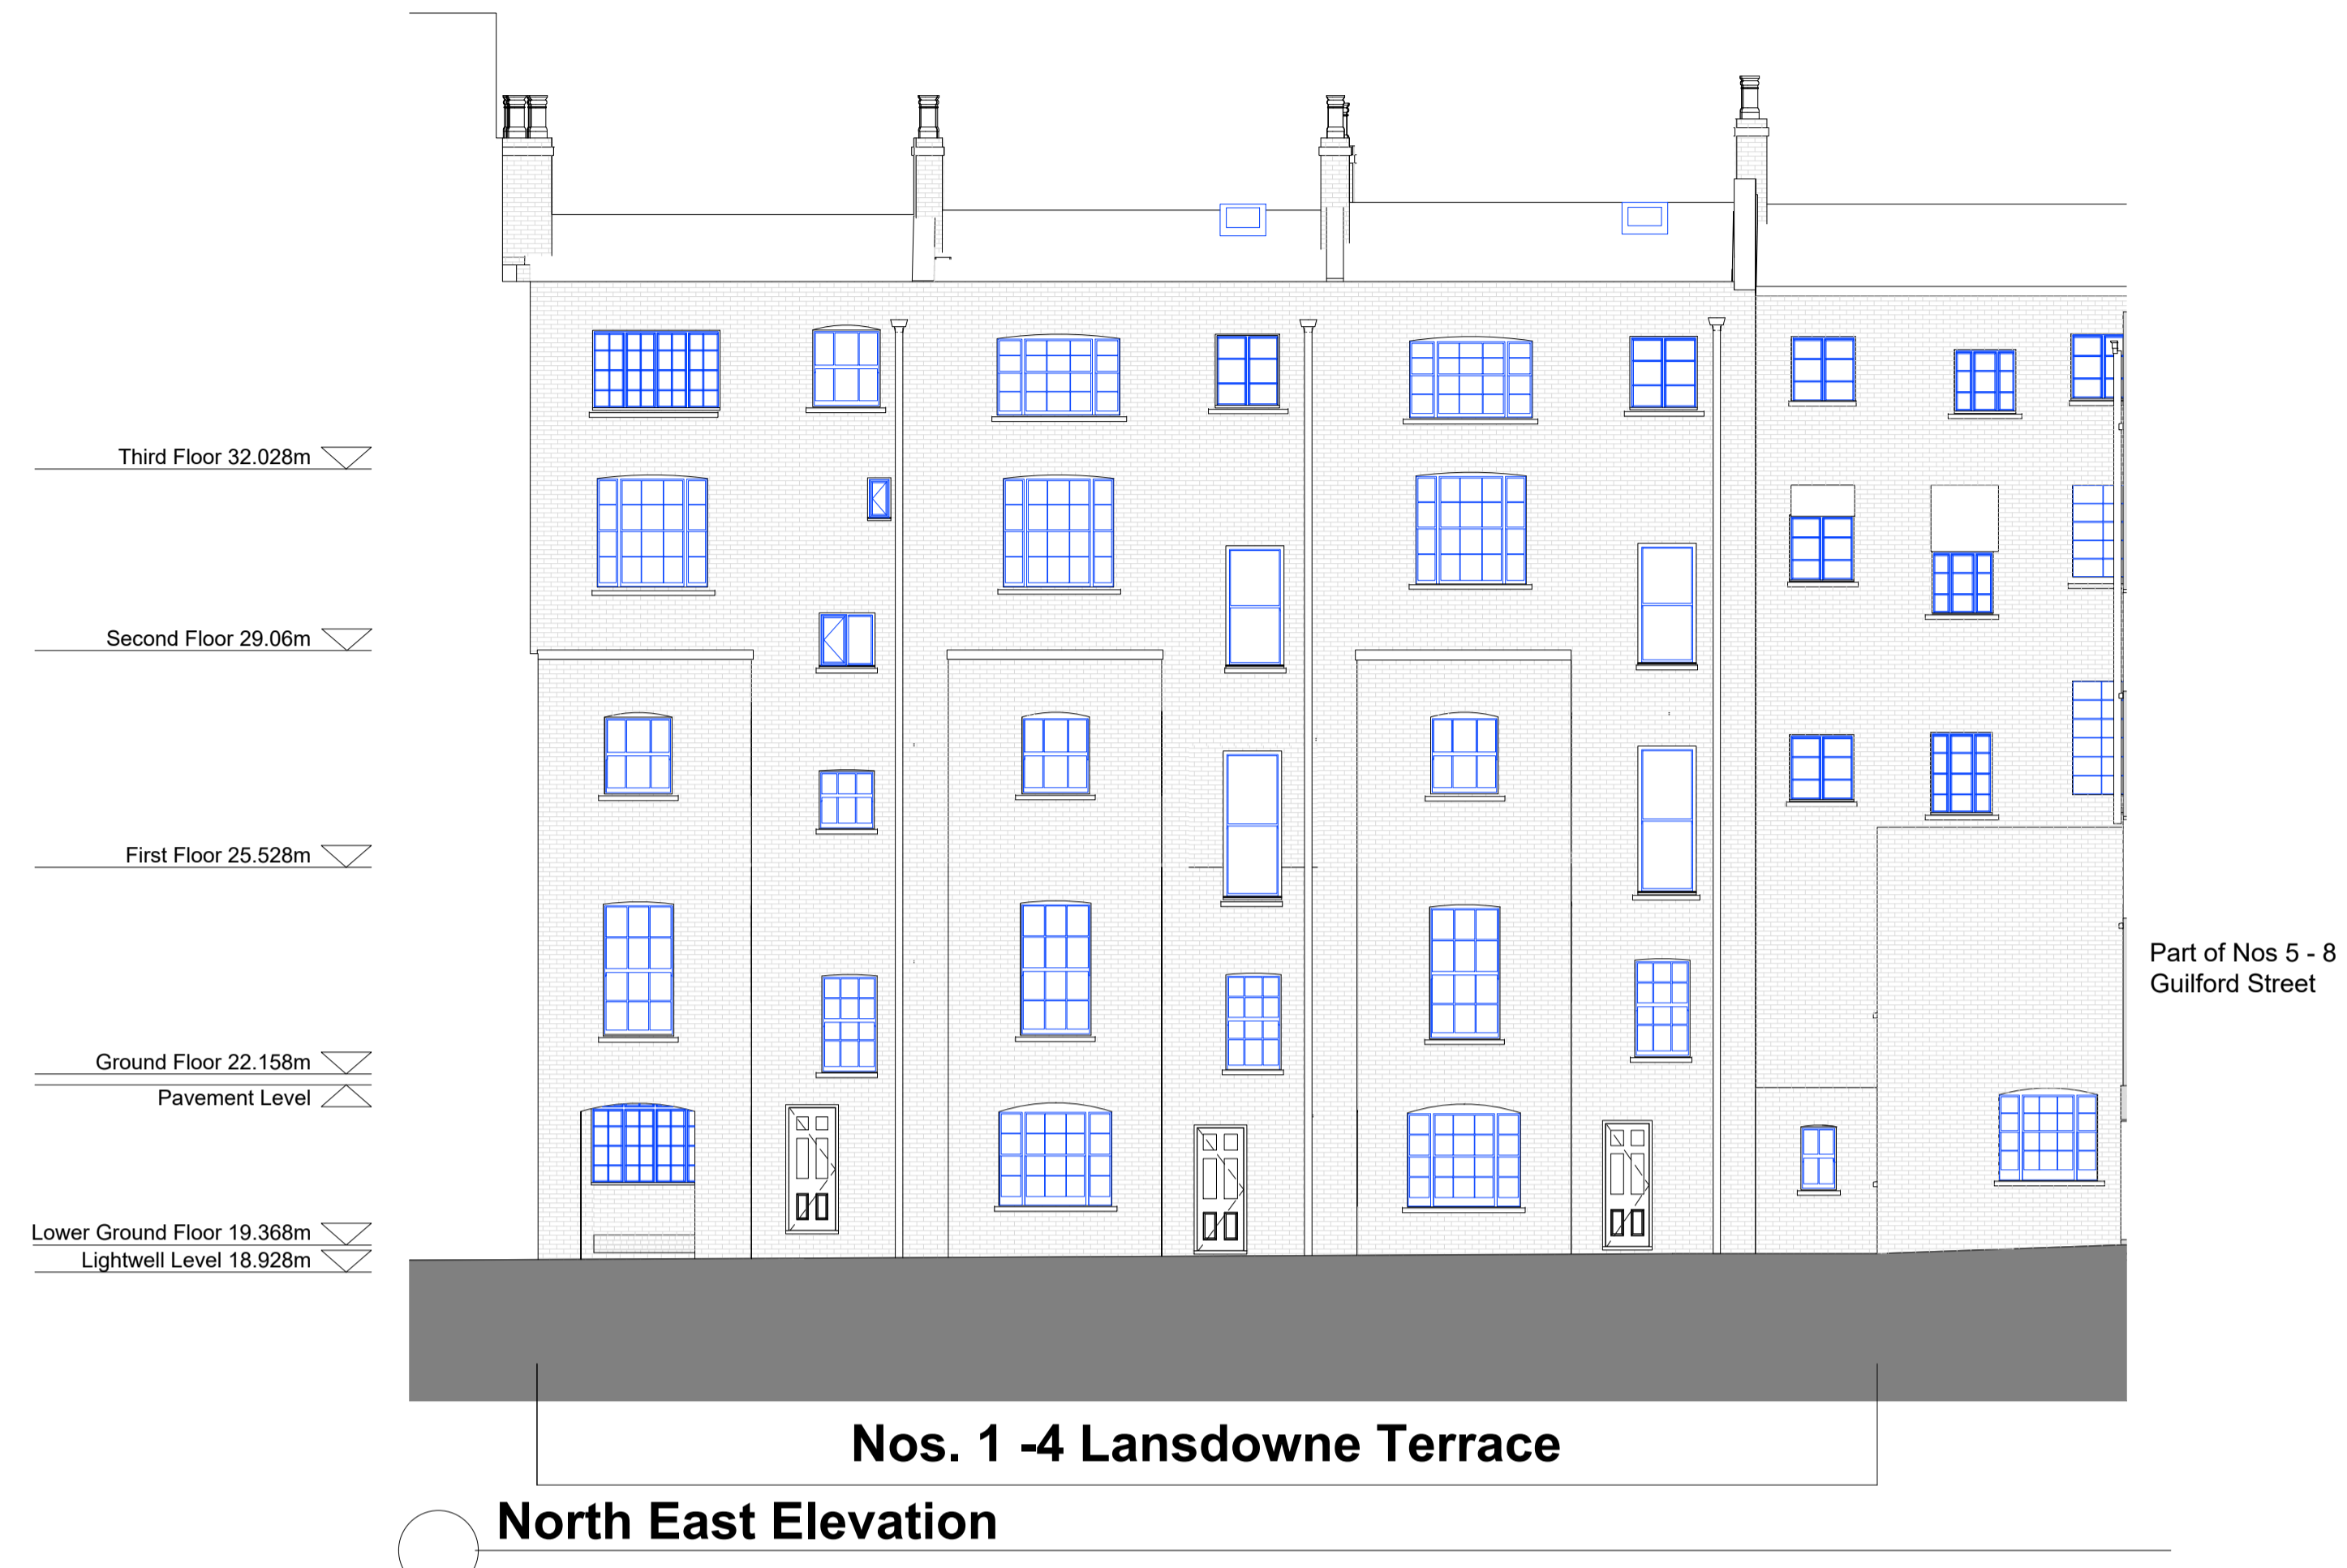 Third Floor 32.028m
Second Floor 29.06m
First Floor 25.528m
Part of Nos 5 - 8
Guilford Street
Ground Floor 22.158m
Pavement Level
Lower Ground Floor 19.368m
Lightwell Level 18.928m
Nos. 1 -4 Lansdowne Terrace
North East Elevation